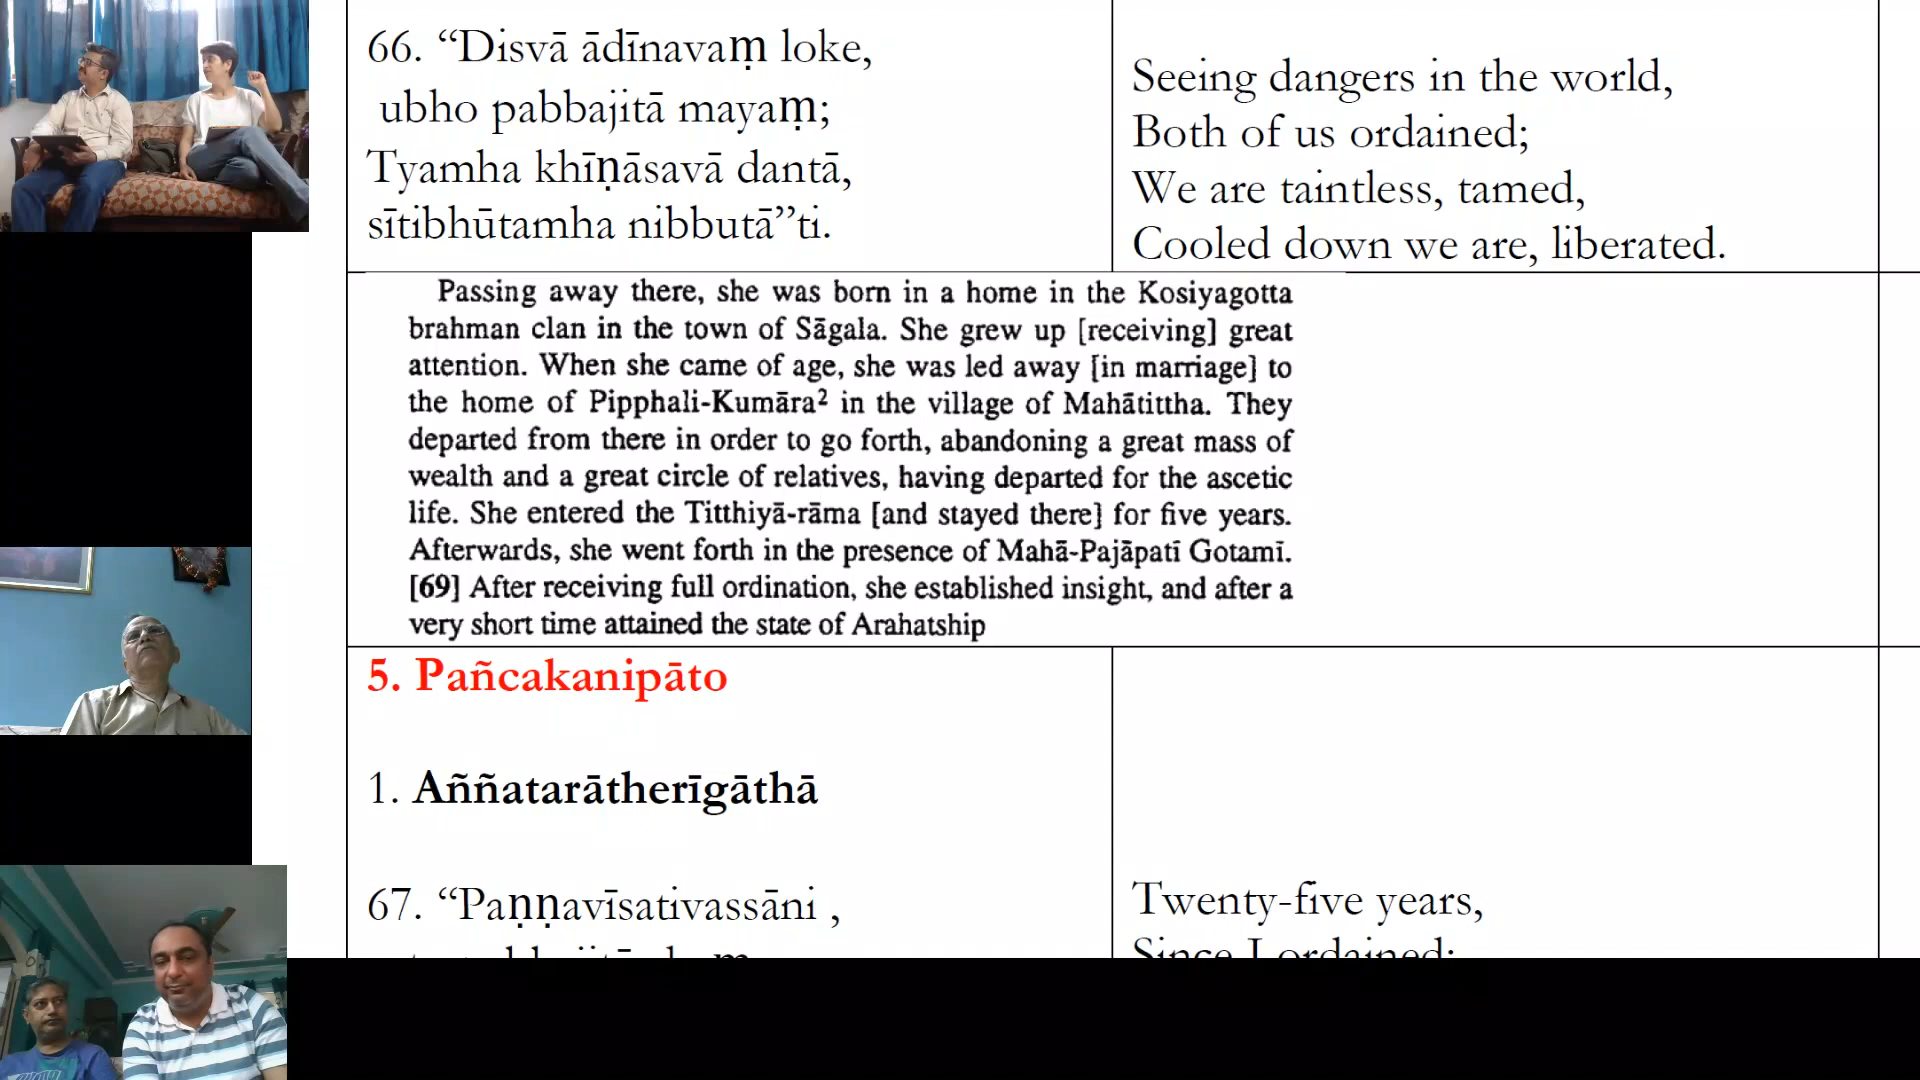 66. “Disvā ādīnavaṃ loke,
ubho pabbajitā mayaṃ;
Tyamha khīṇāsavā dantā,
sītibhūtamha nibbutā”ti.
Seeing dangers in the world,
Both of us ordained;
We are taintless, tamed,
Cooled down we are, liberated.
Passing away there, she was born in a home in the Kosiyagotta
brahman clan in the town of Sāgala. She grew up [receiving] great
attention. When she came of age, she was led away [in marriage] to
the home of Pipphali-Kumāra² in the village of Mahātittha. They
departed from there in order to go forth, abandoning a great mass of
wealth and a great circle of relatives, having departed for the ascetic
life. She entered the Titthiyā-rāma [and stayed there] for five years.
Afterwards, she went forth in the presence of Mahā-Pajāpatī Gotamī.
[69] After receiving full ordination, she established insight, and after a
very short time attained the state of Arahatship
5. Pañcakanipāto
1. Aññatarātherīgāthā
67. “Paṇṇavīsativassāni ,
Twenty-five years,
Since I ordained;